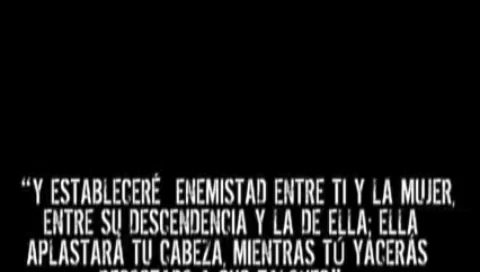 “Y ESTABLECERÉ ENEMISTAD ENTRE TI Y LA MUJER,
ENTRE SU DESCENDENCIA Y LA DE ELLA; ELLA
APLASTARÁ TU CABEZA, MIENTRAS TÚ YACERÁS